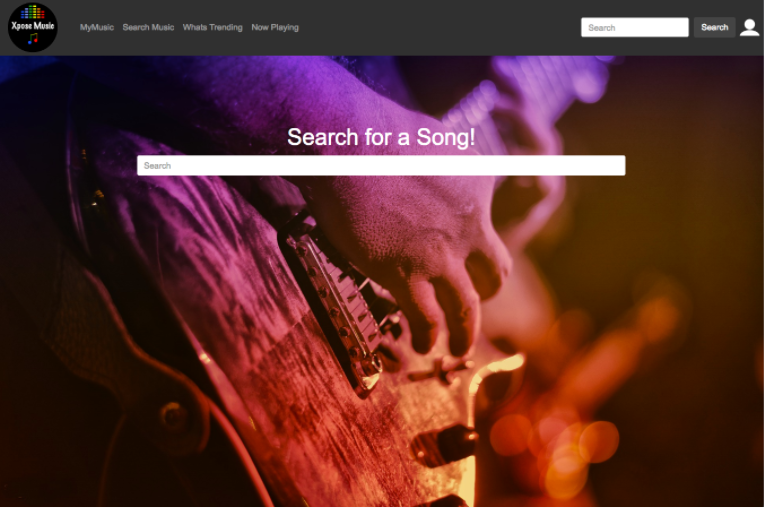 Xpose Music
MyMusic Search Music Whats Trending Now Playing
Search
Search
Search for a Song!
Search